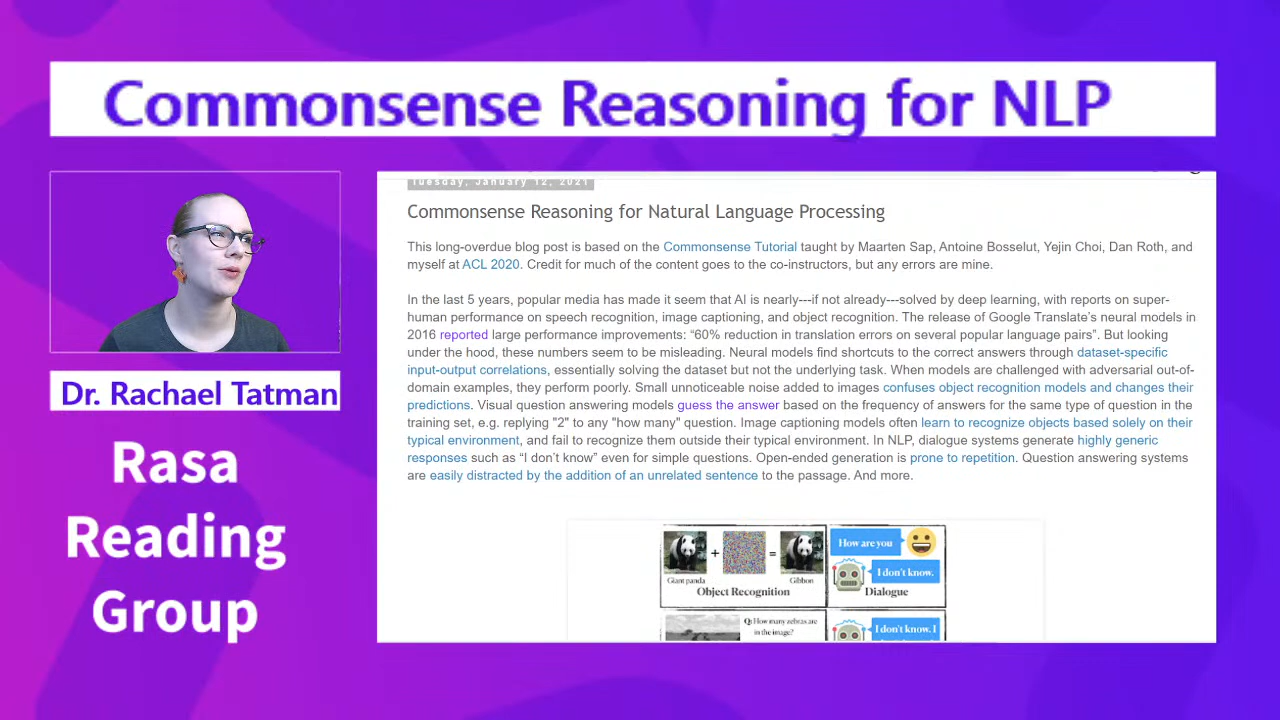 Commonsense Reasoning for NLP
Dr. Rachael Tatman
Rasa
Reading
Group
Tuesday, January 12, 2021
Commonsense Reasoning for Natural Language Processing
This long-overdue blog post is based on the Commonsense Tutorial taught by Maarten Sap, Antoine Bosselut, Yejin Choi, Dan Roth, and
myself at ACL 2020. Credit for much of the content goes to the co-instructors, but any errors are mine.
In the last 5 years, popular media has made it seem that AI is nearly---if not already---solved by deep learning, with reports on super-
human performance on speech recognition, image captioning, and object recognition. The release of Google Translate's neural models in
2016 reported large performance improvements: “60% reduction in translation errors on several popular language pairs”. But looking
under the hood, these numbers seem to be misleading. Neural models find shortcuts to the correct answers through dataset-specific
input-output correlations, essentially solving the dataset but not the underlying task. When models are challenged with adversarial out-of-
domain examples, they perform poorly. Small unnoticeable noise added to images confuses object recognition models and changes their
predictions. Visual question answering models guess the answer based on the frequency of answers for the same type of question in the
training set, e.g. replying "2" to any "how many" question. Image captioning models often learn to recognize objects based solely on their
typical environment, and fail to recognize them outside their typical environment. In NLP, dialogue systems generate highly generic
responses such as “I don't know” even for simple questions. Open-ended generation is prone to repetition. Question answering systems
are easily distracted by the addition of an unrelated sentence to the passage. And more.
+ =
Giant panda Gibbon
Object Recognition
How are you
I don't know.
Dialogue
Q: How many zebras are
in the image?
I don't know. I